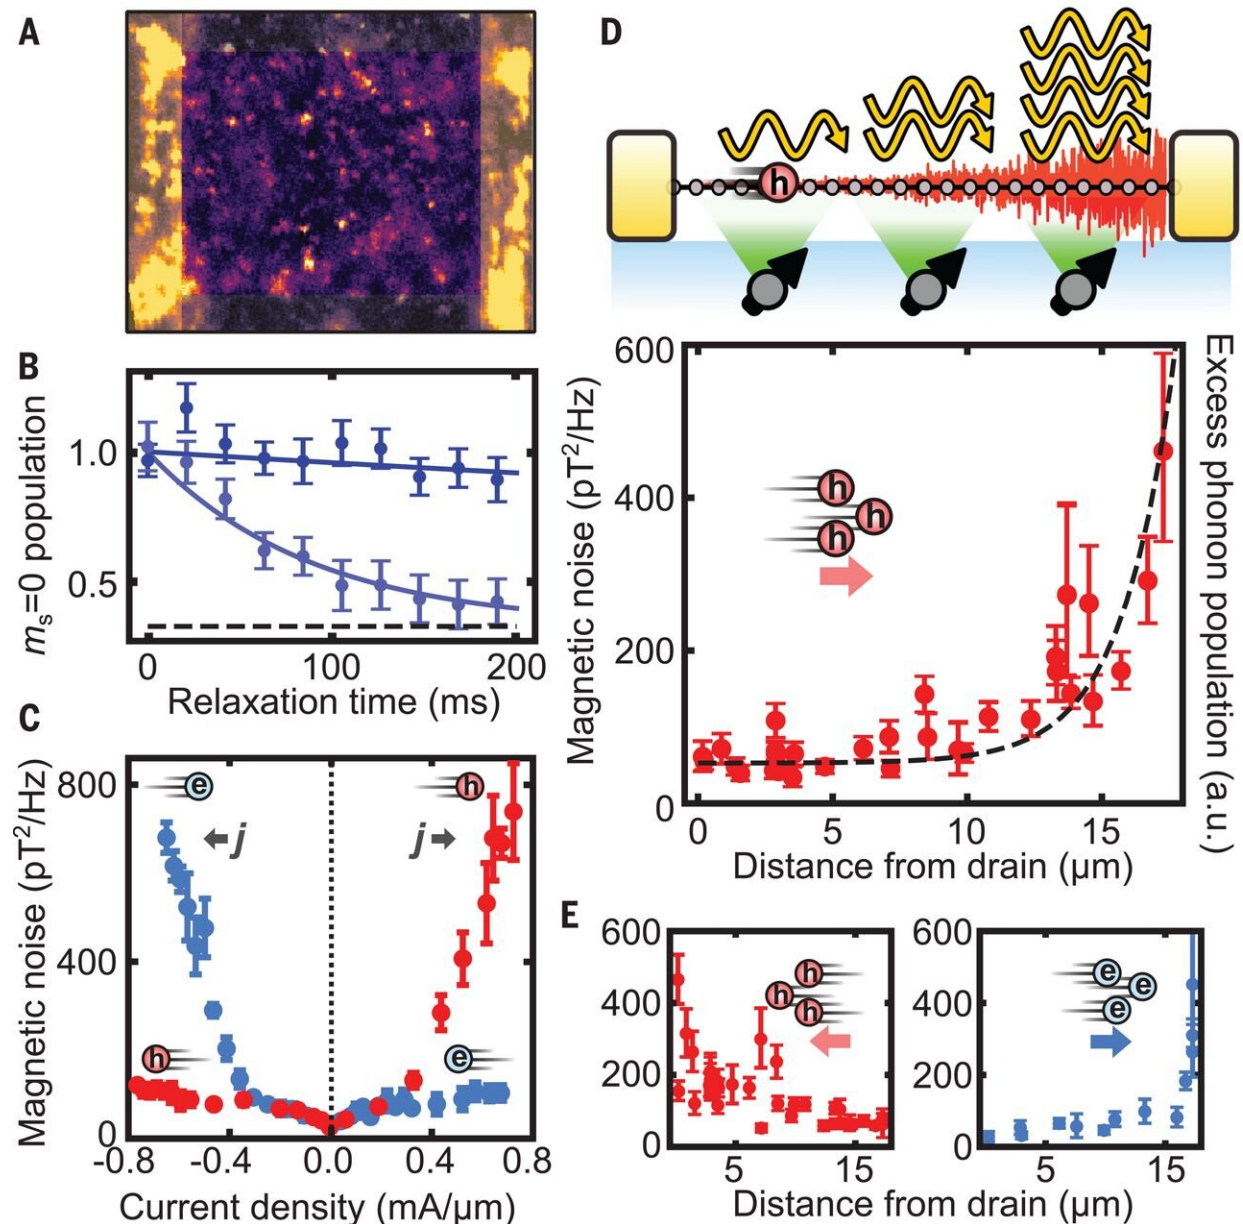 A
B
m_s=0 population
1.0
0.5
0
100
200
Relaxation time (ms)
C
Magnetic noise (pT²/Hz)
800
400
0
e
h
j
j
h
e
-0.8
-0.4
0.0
0.4
0.8
Current density (mA/μm)
D
h
Magnetic noise (pT²/Hz)
600
400
200
0
h
h
h
0
5
10
15
Distance from drain (μm)
Excess phonon population (a.u.)
E
600
400
200
0
h
h
h
5
15
600
400
200
0
e
e
e
5
15
Distance from drain (μm)